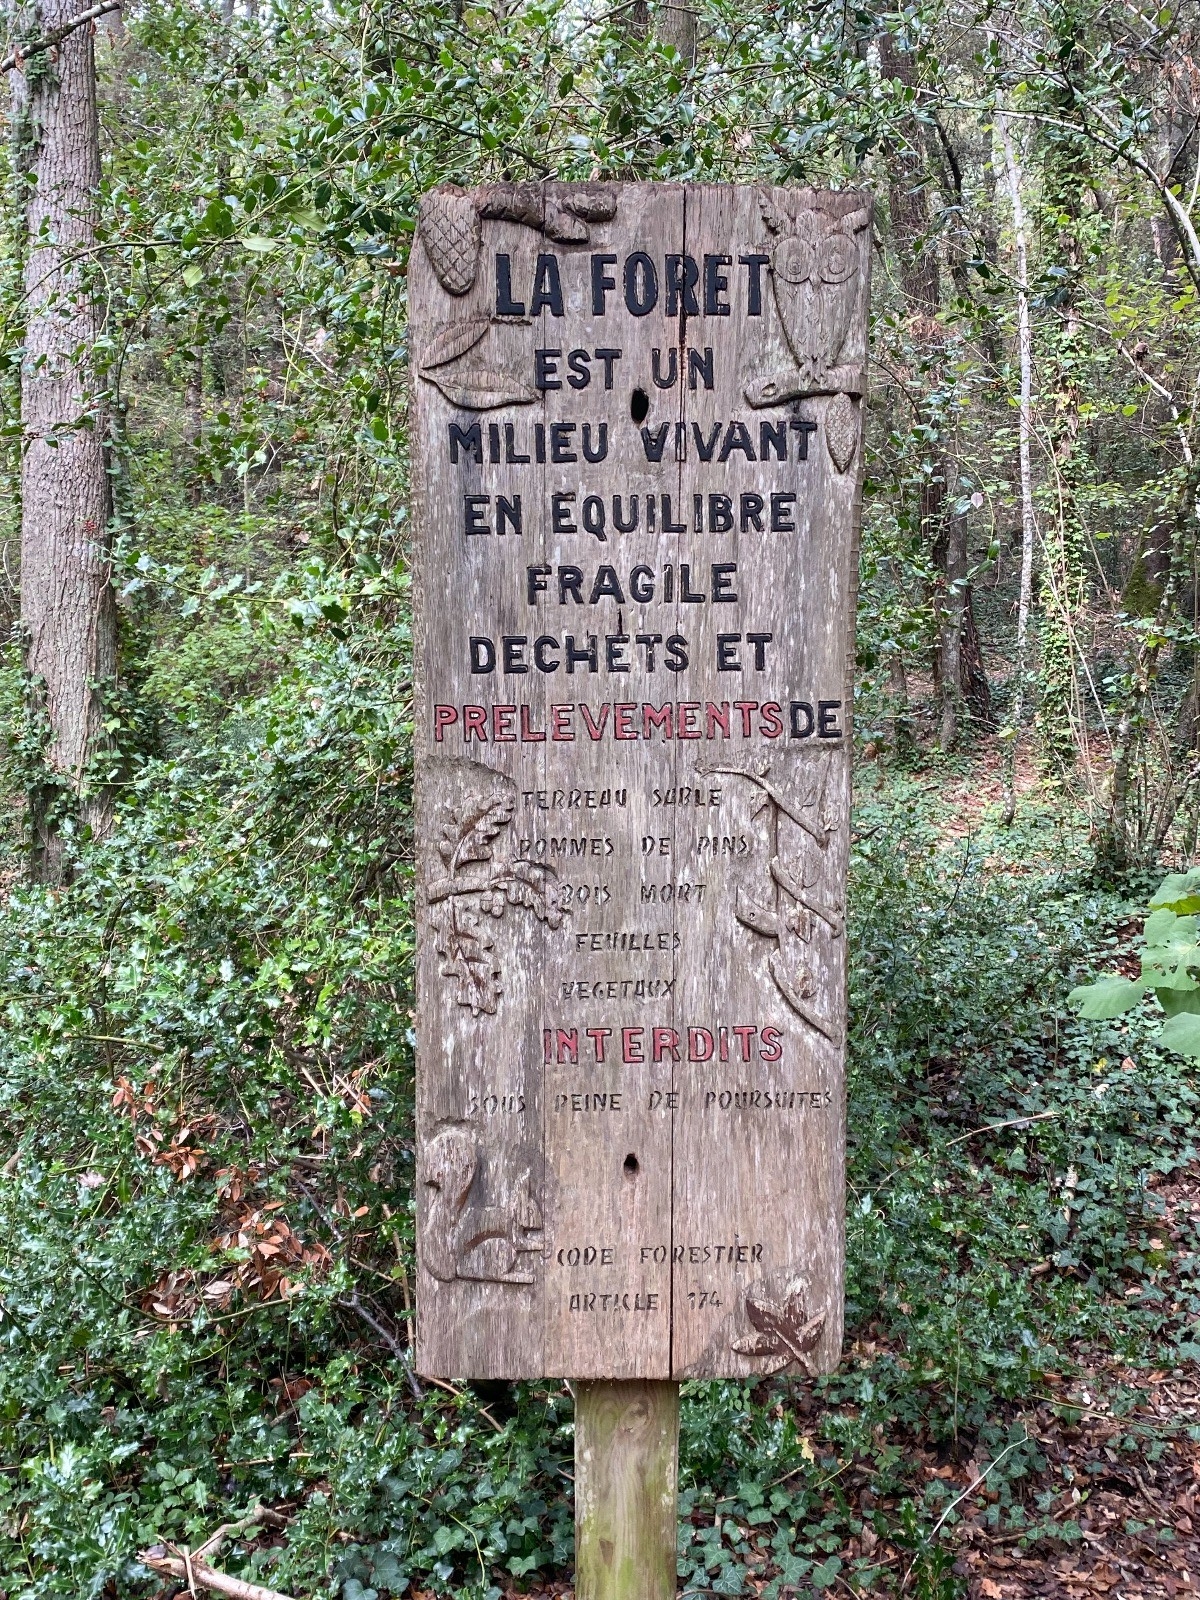 LA FORET
EST UN
MILIEU VIVANT
EN EQUILIBRE
FRAGILE
DECHETS ET
PRELEVEMENTS DE
TERREAU SABLE
POMMES DE PINS
BOIS MORT
FEUILLES
VEGETAUX
INTERDITS
SOUS PEINE DE POURSUITES
CODE FORESTIER
ARTICLE 174